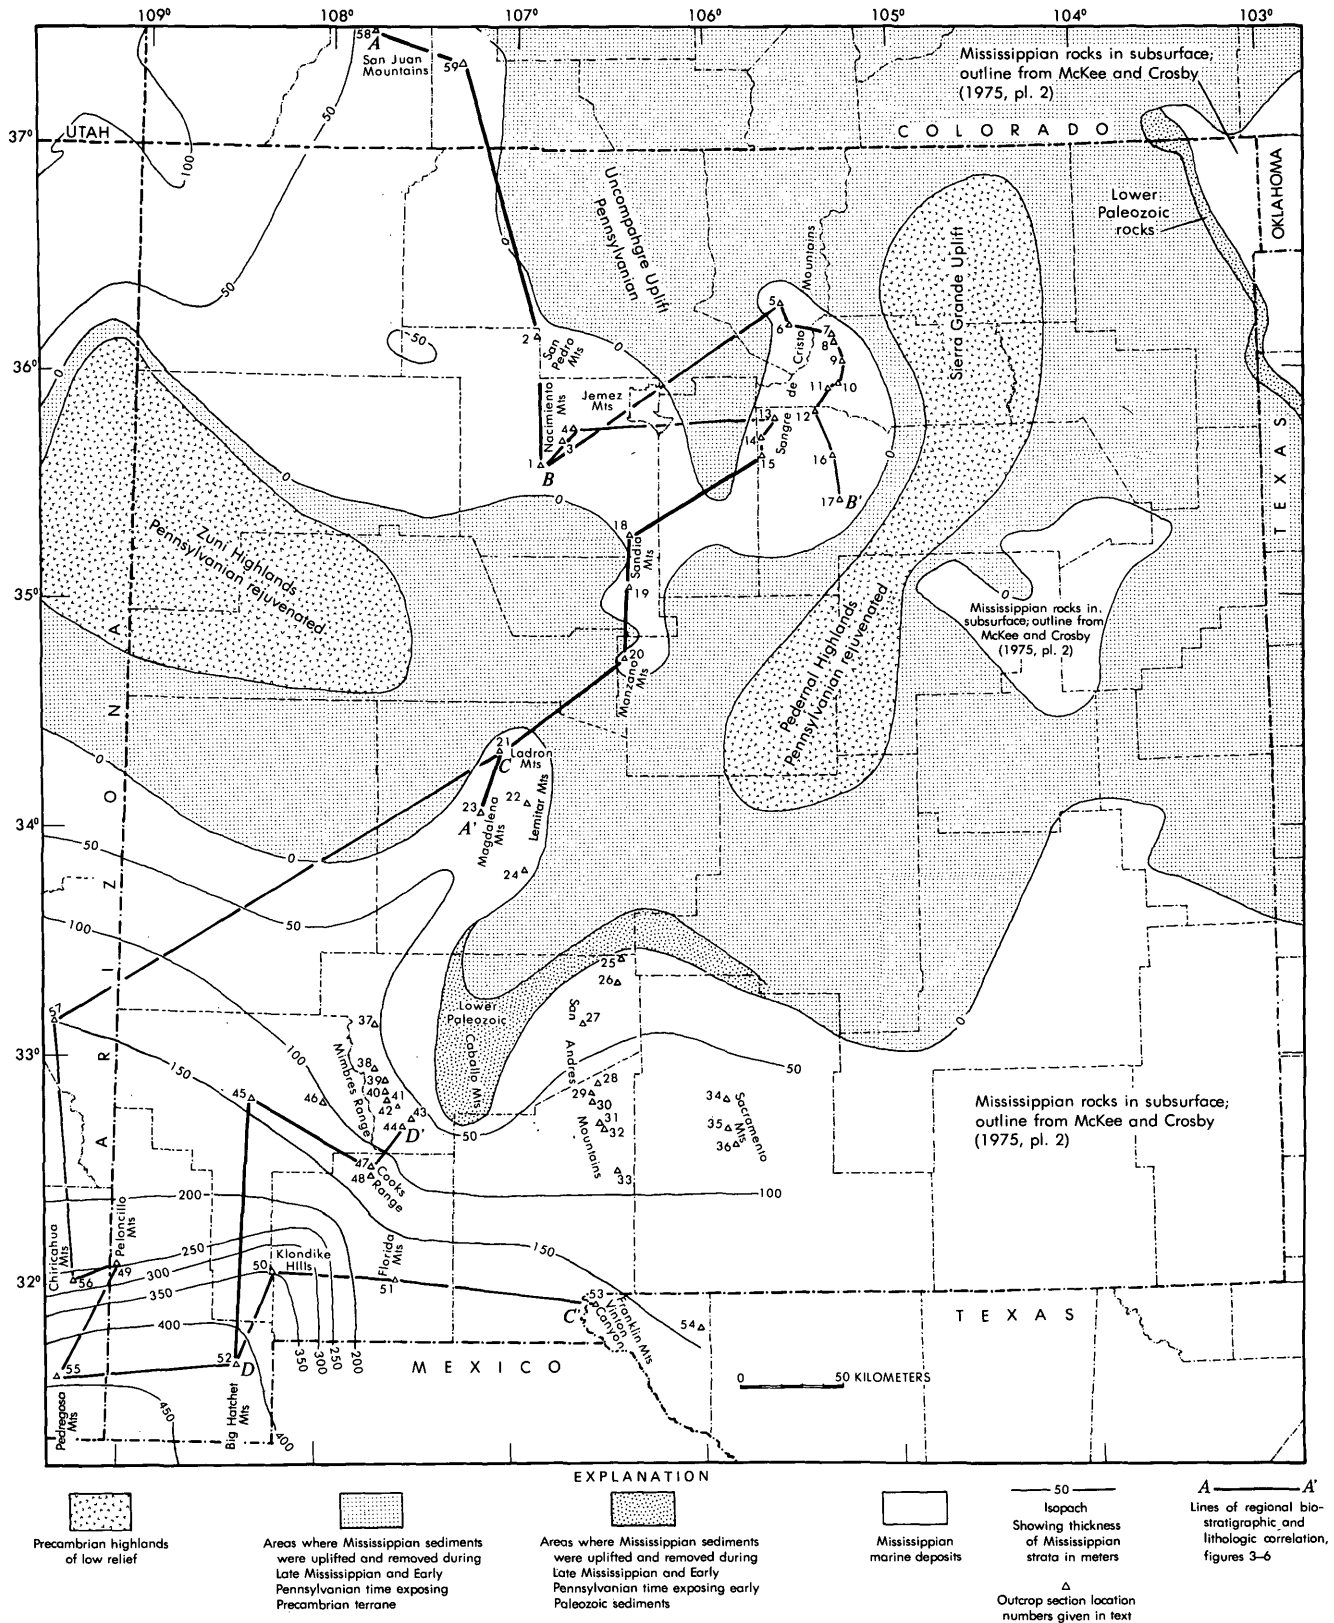 109°
108°
107°
106°
105°
104°
103°
58
A
San Juan
Mountains
59
Mississippian rocks in subsurface;
outline from McKee and Crosby
(1975, pl. 2)
50
37°
UTAH
100
COLORADO
OKLAHOMA
Lower
Paleozoic
rocks
Uncompahgre Uplift
Pennsylvanian
Mountains
Sierra Grande Uplift
0
50
5
6
7
8
9
10
11
12
Cristo
de
Sangre
2
San
Pedro
Mts
0
50
36°
0
Nacimiento
Mts
Jemez
Mts
4
3
1
B
13
14
15
16
17
B'
0
TEXAS
0
0
18
Sandia
Mts
19
Zuni Highlands
Pennsylvanian rejuvenated
35°
0
Mississippian rocks in
subsurface; outline from
McKee and Crosby
(1975, pl. 2)
20
Manzano
Mts
Pedernal Highlands
Pennsylvanian rejuvenated
21
C
Ladron
Mts
0
22
Lemitar Mts
23
A'
Magdalena
Mts
34°
50
0
24
ARIZONA
100
50
25
26
57
Lower
Paleozoic
Caballo Mts
San
Andres
Mountains
27
37
0
33°
150
100
Mimbres Range
38
39
40
41
42
43
44
D'
45
46
50
50
28
29
30
31
32
33
34
35
36
Sacramento
Mts
Mississippian rocks in subsurface;
outline from McKee and Crosby
(1975, pl. 2)
47
48
Cooks
Range
200
100
Chiricahua
Mts
Peloncillo
Mts
250
300
350
400
49
56
Klondike
Hills
50
Florida
Mts
51
150
32°
53
C'
Franklin Mts
Vinton
Canyon
54
TEXAS
350
300
250
200
55
52
D
MEXICO
0
50 KILOMETERS
Pedregosa
Mts
450
Big Hatchet
Mts
400
EXPLANATION
Precambrian highlands
of low relief
Areas where Mississippian sediments
were uplifted and removed during
Late Mississippian and Early
Pennsylvanian time exposing
Precambrian terrane
Areas where Mississippian sediments
were uplifted and removed during
Late Mississippian and Early
Pennsylvanian time exposing early
Paleozoic sediments
Mississippian
marine deposits
50
Isopach
Showing thickness
of Mississippian
strata in meters
Outcrop section location
numbers given in text
A
A'
Lines of regional bio-
stratigraphic and
lithologic correlation,
figures 3–6